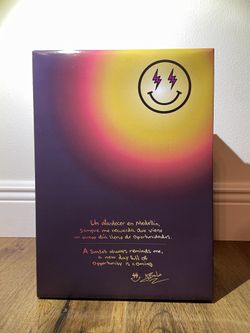 Un atardecer en Medellín,
siempre me recuerda que viene
un nuevo día lleno de oportunidades.
A Sunset always reminds me,
a new day full of
opportunity is coming.